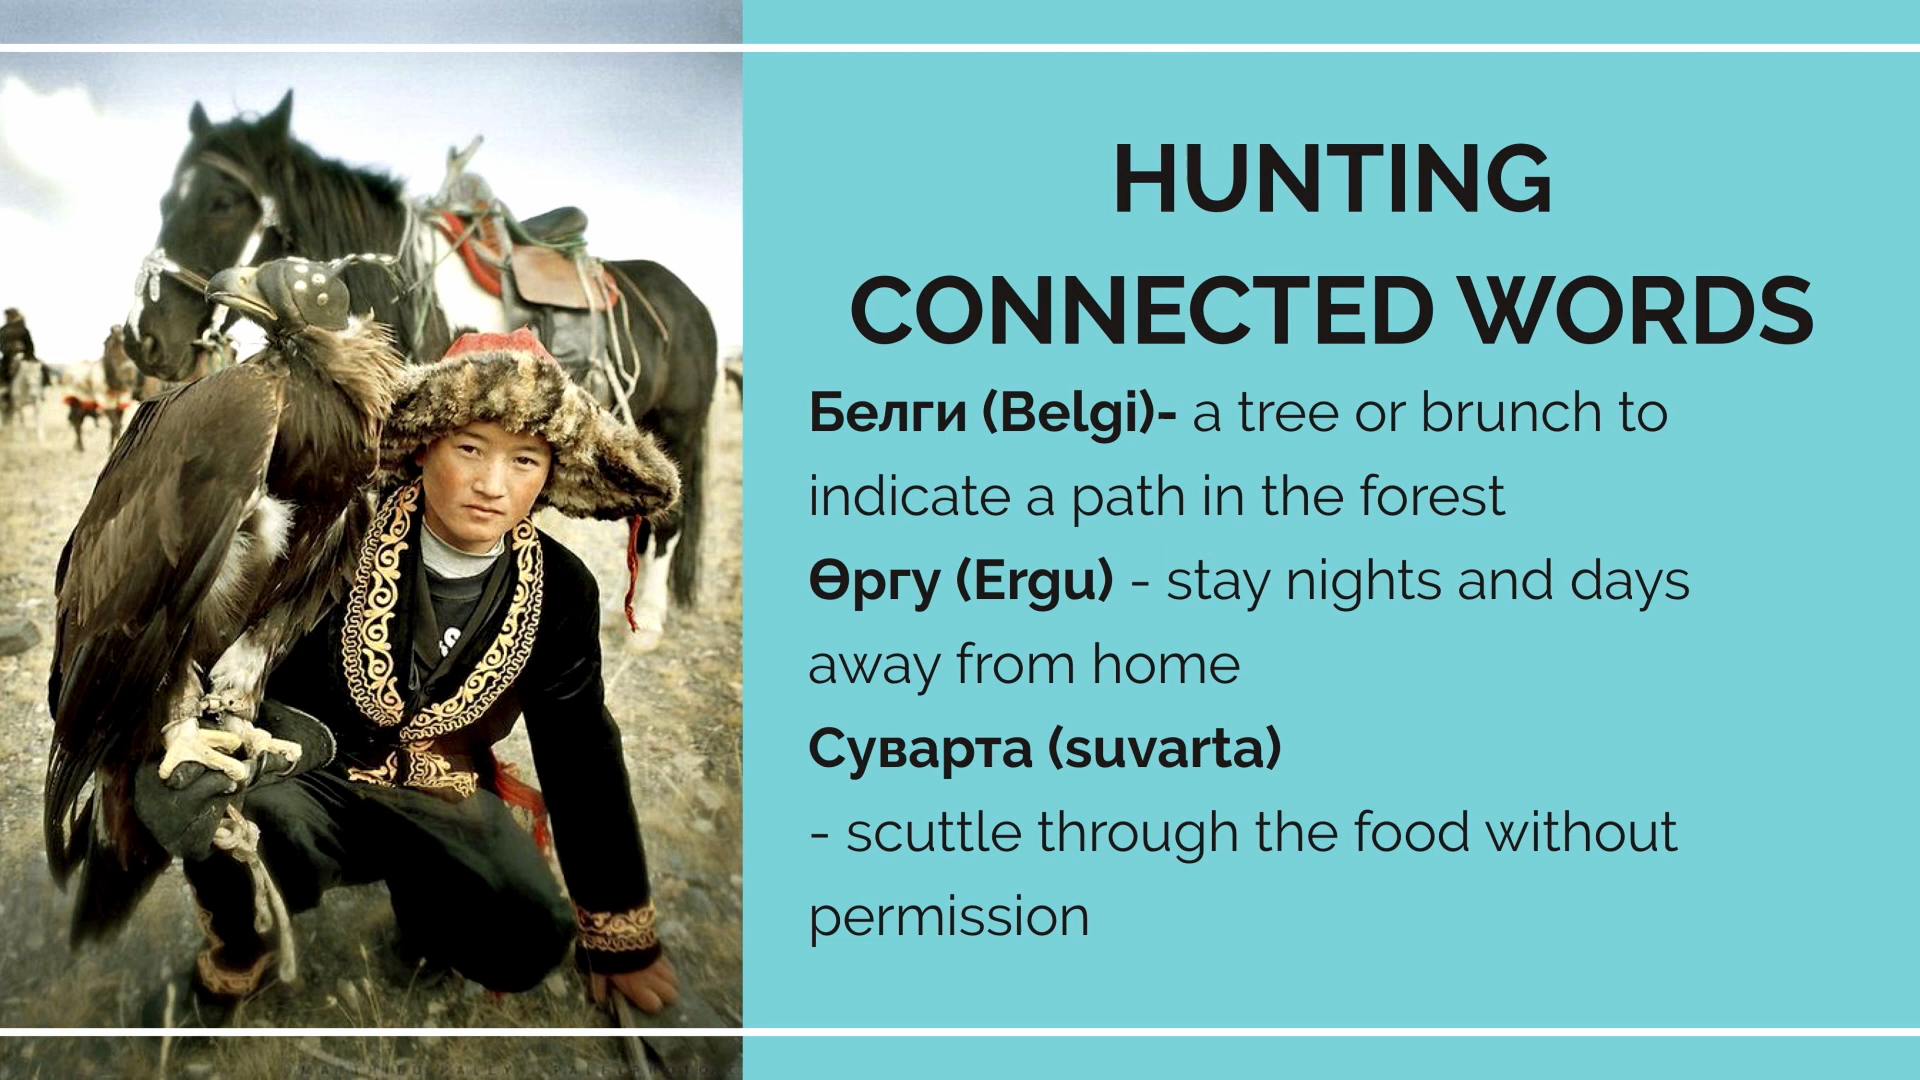 HUNTING
CONNECTED WORDS
Белги (Belgi)- a tree or brunch to
indicate a path in the forest
Өргу (Ergu) - stay nights and days
away from home
Суварта (suvarta)
- scuttle through the food without
permission